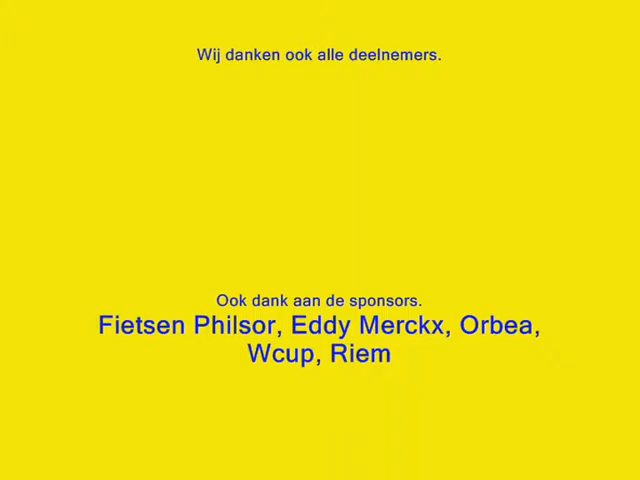 Wij danken ook alle deelnemers.
Ook dank aan de sponsors.
Fietsen Philsor, Eddy Merckx, Orbea,
Wcup, Riem